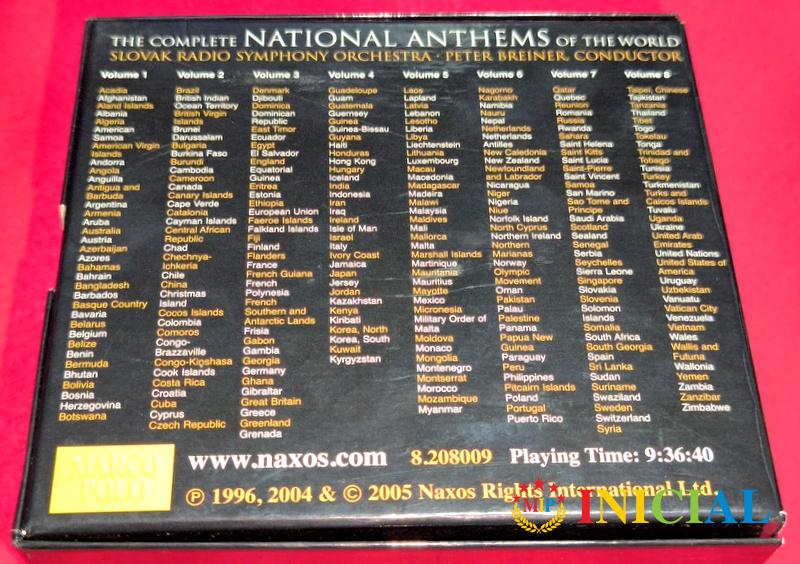 THE COMPLETE NATIONAL ANTHEMS OF THE WORLD
SLOVAK RADIO SYMPHONY ORCHESTRA · PETER BREINER, CONDUCTOR
Volume 1
Acadia
Afghanistan
Aland Islands
Albania
Algeria
American
Samoa
American Virgin
Islands
Andorra
Angola
Anguilla
Antigua and
Barbuda
Argentina
Armenia
Aruba
Australia
Austria
Azerbaijan
Azores
Bahamas
Bahrain
Bangladesh
Barbados
Basque Country
Bavaria
Belarus
Belgium
Belize
Benin
Bermuda
Bhutan
Bolivia
Bosnia
Herzegovina
Botswana
Volume 2
Brazil
British Indian
Ocean Territory
British Virgin
Islands
Brunei
Darussalam
Bulgaria
Burkina Faso
Burundi
Cambodia
Cameroon
Canada
Canary Islands
Cape Verde
Catalonia
Cayman Islands
Central African
Republic
Chad
Chechnya-
Ichkeria
Chile
China
Christmas
Island
Cocos Islands
Colombia
Comoros
Congo-
Brazzaville
Congo-Kinshasa
Cook Islands
Costa Rica
Croatia
Cuba
Cyprus
Czech Republic
Volume 3
Denmark
Djibouti
Dominica
Dominican
Republic
East Timor
Ecuador
Egypt
El Salvador
England
Equatorial
Guinea
Eritrea
Estonia
Ethiopia
European Union
Faeroe Islands
Falkland Islands
Fiji
Finland
Flanders
France
French Guiana
French
Polynesia
French
Southern and
Antarctic Lands
Frisia
Gabon
Gambia
Georgia
Germany
Ghana
Gibraltar
Great Britain
Greece
Greenland
Grenada
Volume 4
Guadeloupe
Guam
Guatemala
Guernsey
Guinea
Guinea-Bissau
Guyana
Haiti
Honduras
Hong Kong
Hungary
Iceland
India
Indonesia
Iran
Iraq
Ireland
Isle of Man
Israel
Italy
Ivory Coast
Jamaica
Japan
Jersey
Jordan
Kazakhstan
Kenya
Kiribati
Korea, North
Korea, South
Kuwait
Kyrgyzstan
Volume 5
Laos
Lapland
Latvia
Lebanon
Lesotho
Liberia
Libya
Liechtenstein
Lithuania
Luxembourg
Macau
Macedonia
Madagascar
Madeira
Malawi
Malaysia
Maldives
Mali
Mallorca
Malta
Marshall Islands
Martinique
Mauritania
Mauritius
Mayotte
Mexico
Micronesia
Military Order of
Malta
Moldova
Monaco
Mongolia
Montenegro
Montserrat
Morocco
Mozambique
Myanmar
Volume 6
Nagorno
Karabakh
Namibia
Nauru
Nepal
Netherlands
Netherlands
Antilles
New Caledonia
New Zealand
Newfoundland
and Labrador
Nicaragua
Niger
Nigeria
Niue
Norfolk Island
North Cyprus
Northern Ireland
Northern
Marianas
Norway
Olympic
Movement
Oman
Pakistan
Palau
Palestine
Panama
Papua New
Guinea
Paraguay
Peru
Philippines
Pitcairn Islands
Poland
Portugal
Puerto Rico
Volume 7
Qatar
Quebec
Reunion
Romania
Russia
Rwanda
Sahara
Saint Helena
Saint Kitts
Saint Lucia
Saint-Pierre
Saint Vincent
Samoa
San Marino
Sao Tome and
Principe
Saudi Arabia
Scotland
Sealand
Senegal
Serbia
Seychelles
Sierra Leone
Singapore
Slovakia
Slovenia
Solomon
Islands
Somalia
South Africa
South Georgia
Spain
Sri Lanka
Sudan
Suriname
Swaziland
Sweden
Switzerland
Syria
Volume 8
Taipei, Chinese
Tajikistan
Tanzania
Thailand
Tibet
Togo
Tokelau
Tonga
Trinidad and
Tobago
Tunisia
Turkey
Turkmenistan
Turks and
Caicos Islands
Tuvalu
Uganda
Ukraine
United Arab
Emirates
United Nations
United States of
America
Uruguay
Uzbekistan
Vanuatu
Vatican City
Venezuela
Vietnam
Wales
Wallis and
Futuna
Wallonia
Yemen
Zambia
Zanzibar
Zimbabwe
MARCO
POLO
www.naxos.com 8.208009 Playing Time: 9:36:40
℗ 1996, 2004 & © 2005 Naxos Rights International Ltd.
MIP INICIAL